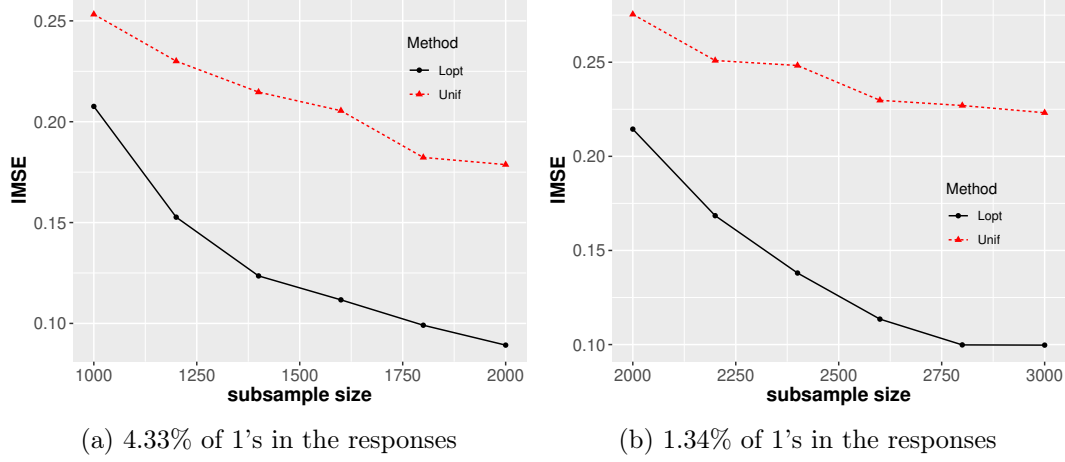 0.25
0.20
0.15
0.10
IMSE
Method
Lopt
Unif
1000
1250
1500
1750
2000
subsample size
(a) 4.33% of 1's in the responses
0.25
0.20
0.15
0.10
IMSE
Method
Lopt
Unif
2000
2250
2500
2750
3000
subsample size
(b) 1.34% of 1's in the responses